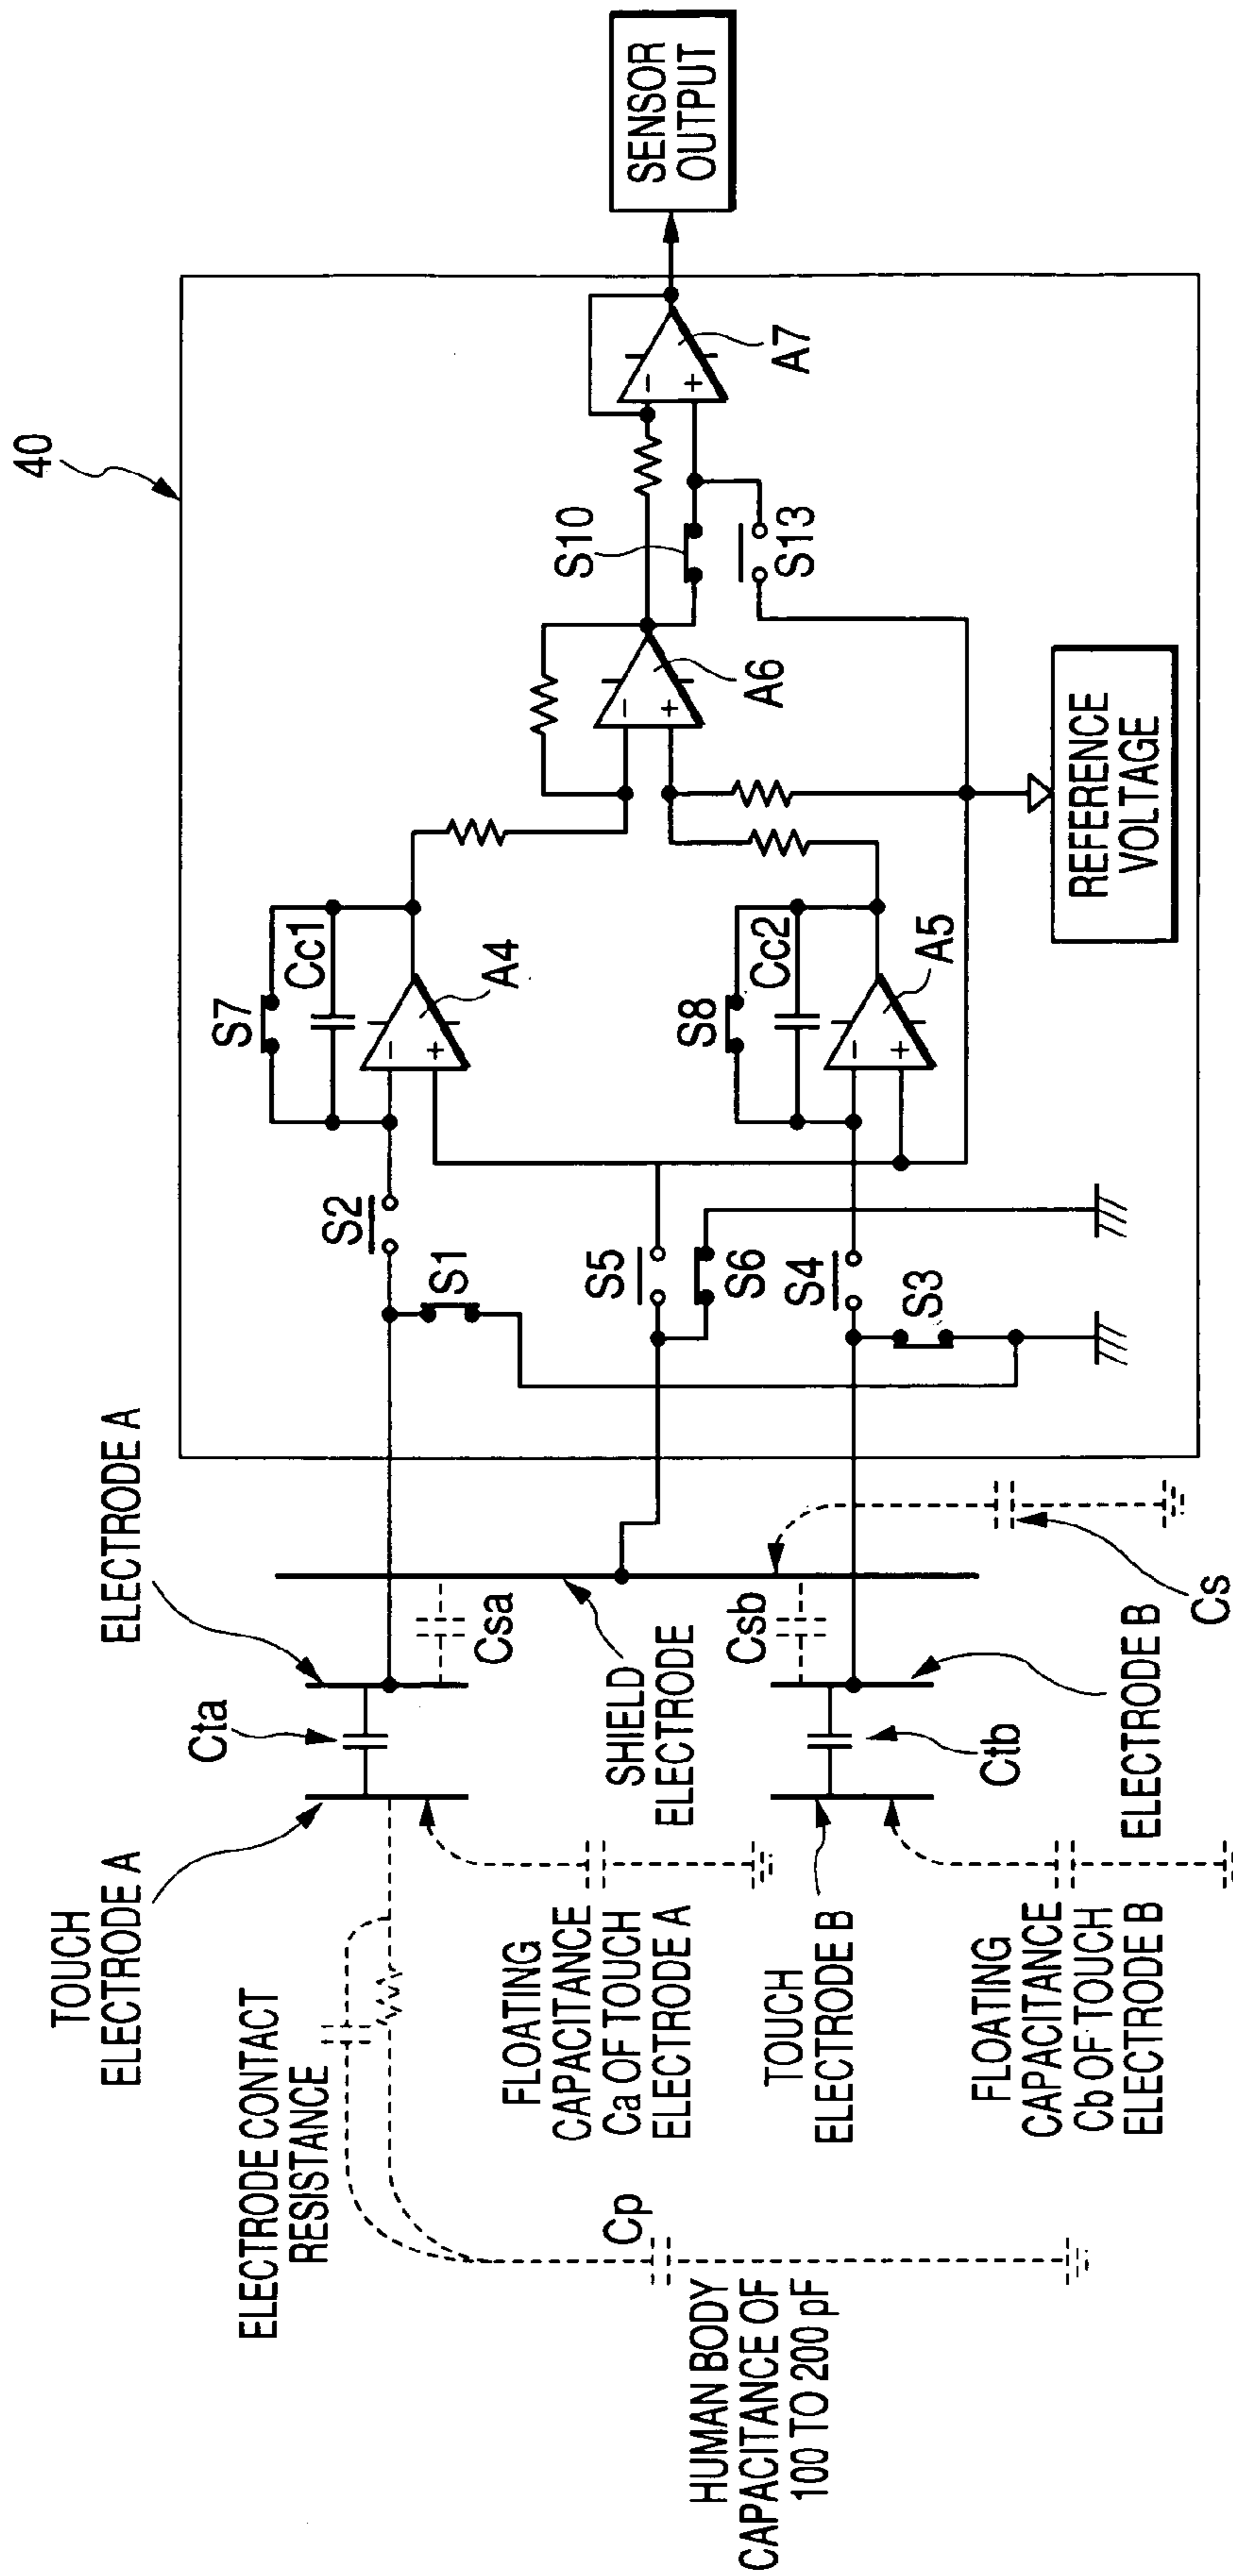 40
TOUCH
ELECTRODE A
ELECTRODE A
Cta
ELECTRODE CONTACT
RESISTANCE
Csa
S1
S2
S7
Cc1
A4
FLOATING
CAPACITANCE
Ca OF TOUCH
ELECTRODE A
SHIELD
ELECTRODE
S5
S6
A6
S10
S13
A7
SENSOR
OUTPUT
Cp
HUMAN BODY
CAPACITANCE OF
100 TO 200 pF
TOUCH
ELECTRODE B
Ctb
Csb
S4
S3
S8
Cc2
A5
FLOATING
CAPACITANCE
Cb OF TOUCH
ELECTRODE B
ELECTRODE B
Cs
REFERENCE
VOLTAGE
−
+
−
+
−
+
−
+